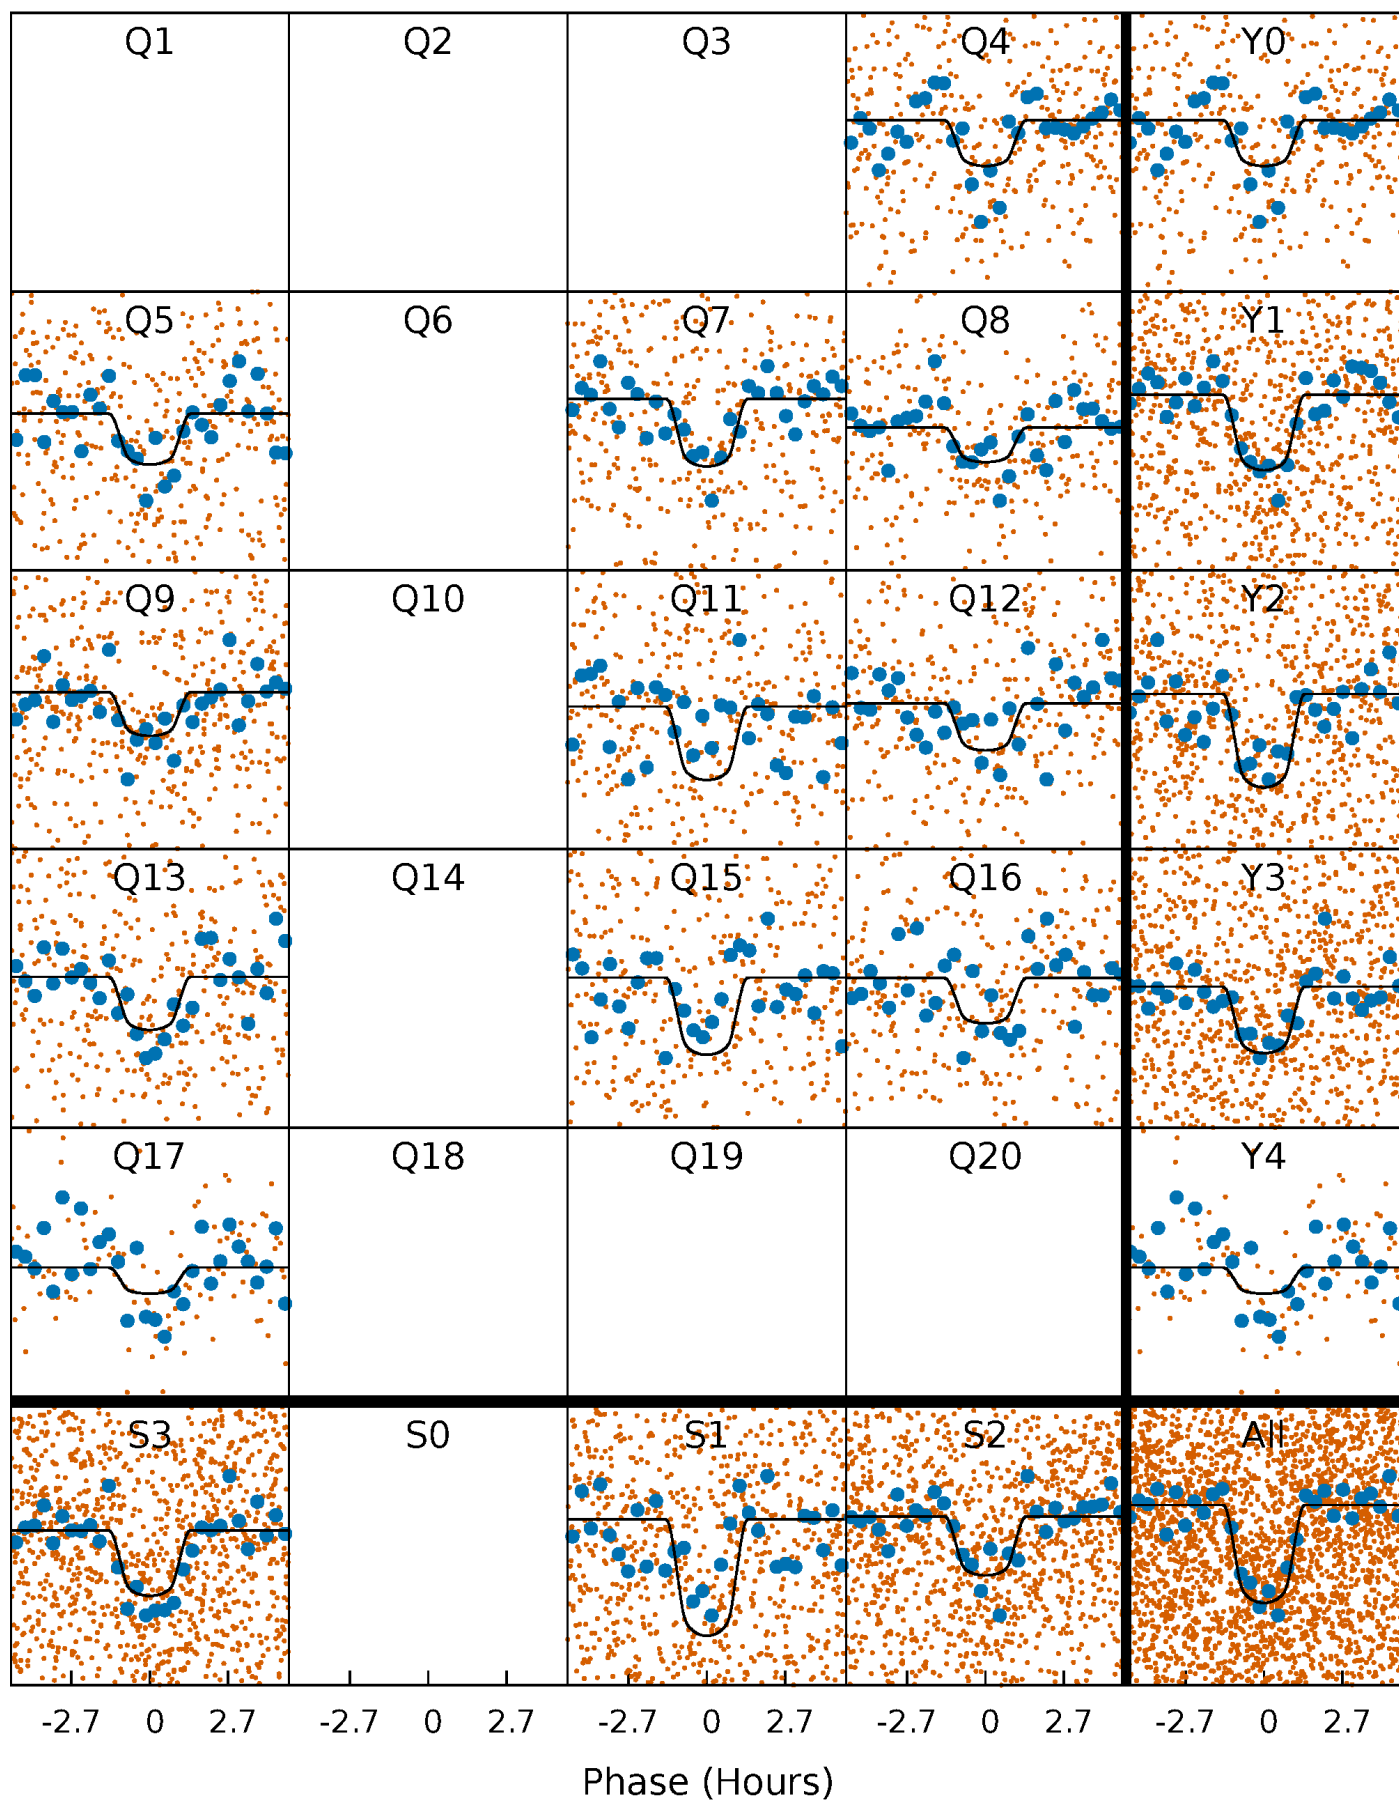 Q1 Q2 Q3 Q4 Y0
Q5 Q6 Q7 Q8 Y1
Q9 Q10 Q11 Q12 Y2
Q13 Q14 Q15 Q16 Y3
Q17 Q18 Q19 Q20 Y4
S3 S0 S1 S2 All
-2.7 0 2.7 -2.7 0 2.7 -2.7 0 2.7 -2.7 0 2.7 -2.7 0 2.7
Phase (Hours)